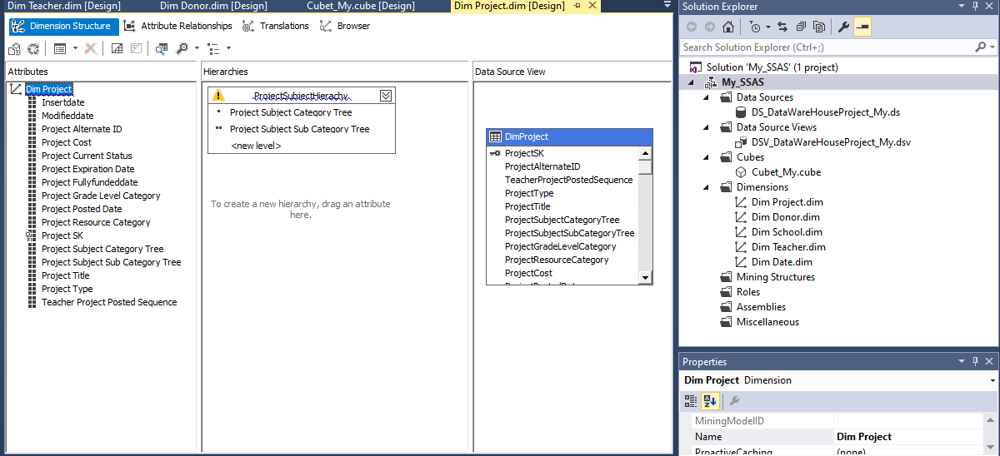 Dim Teacher.dim [Design]
Dim Donor.dim [Design]
Cubet_My.cube [Design]
Dim Project.dim [Design]
Dimension Structure
Attribute Relationships
Translations
Browser
Attributes
Dim Project
Insertdate
Modifieddate
Project Alternate ID
Project Cost
Project Current Status
Project Expiration Date
Project Fullyfundeddate
Project Grade Level Category
Project Posted Date
Project Resource Category
Project SK
Project Subject Category Tree
Project Subject Sub Category Tree
Project Title
Project Type
Teacher Project Posted Sequence
Hierarchies
ProjectSubjectHierachy
Project Subject Category Tree
Project Subject Sub Category Tree
<new level>
To create a new hierarchy, drag an attribute
here.
Data Source View
DimProject
ProjectSK
ProjectAlternateID
TeacherProjectPostedSequence
ProjectType
ProjectTitle
ProjectSubjectCategoryTree
ProjectSubjectSubCategoryTree
ProjectGradeLevelCategory
ProjectResourceCategory
ProjectCost
ProjectPostedDate
Solution Explorer
Search Solution Explorer (Ctrl+;)
Solution 'My_SSAS' (1 project)
My_SSAS
Data Sources
DS_DataWareHouseProject_My.ds
Data Source Views
DSV_DataWareHouseProject_My.dsv
Cubes
Cubet_My.cube
Dimensions
Dim Project.dim
Dim Donor.dim
Dim School.dim
Dim Teacher.dim
Dim Date.dim
Mining Structures
Roles
Assemblies
Miscellaneous
Properties
Dim Project Dimension
MiningModelID
Name Dim Project
ProactiveCaching (none)